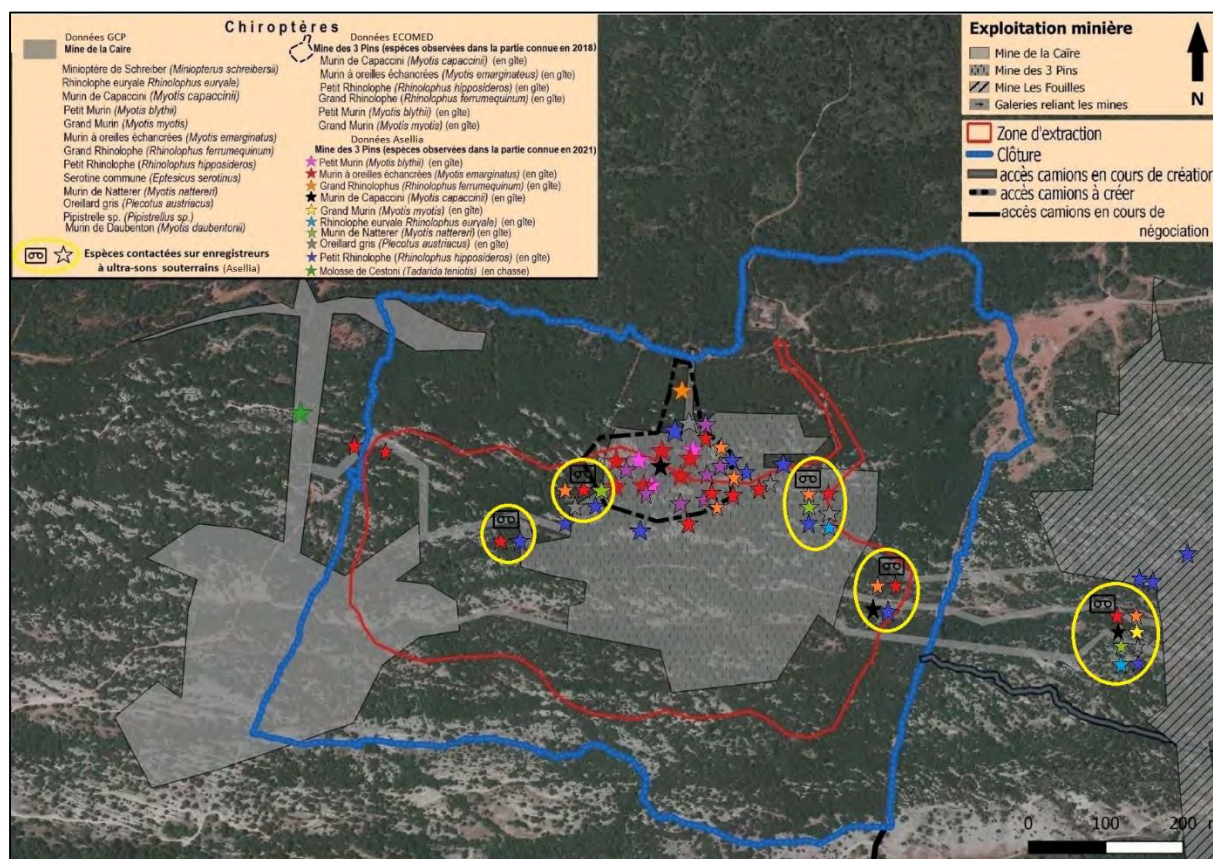 Chiroptères
Données GCP
Mine de la Caïre
Minioptère de Schreiber (Miniopterus schreibersii)
Rhinolophe euryale (Rhinolophus euryale)
Murin de Capaccini (Myotis capaccinii)
Petit Murin (Myotis blythii)
Grand Murin (Myotis myotis)
Murin à oreilles échancrées (Myotis emarginatus)
Grand Rhinolophe (Rhinolophus ferrumequinum)
Petit Rhinolophe (Rhinolophus hipposideros)
Serotine commune (Eptesicus serotinus)
Murin de Natterer (Myotis nattereri)
Oreillard gris (Plecotus austriacus)
Pipistrelle sp. (Pipistrellus sp.)
Murin de Daubenton (Myotis daubentonii)
Espèces contactées sur enregistreurs
à ultra-sons souterrains (Asellia)
Données ECOMED
Mine des 3 Pins (espèces observées dans la partie connue en 2018)
Murin de Capaccini (Myotis capaccinii) (en gîte)
Murin à oreilles échancrées (Myotis emarginateus) (en gîte)
Petit Rhinolophe (Rhinolophus hipposideros) (en gîte)
Grand Rhinolophe (Rhinolophus ferrumequinum) (en gîte)
Petit Murin (Myotis blythii) (en gîte)
Grand Murin (Myotis myotis) (en gîte)
Données Asellia
Mine des 3 Pins (espèces observées dans la partie connue en 2021)
Petit Murin (Myotis blythii) (en gîte)
Murin à oreilles échancrées (Myotis emarginatus) (en gîte)
Grand Rhinolophus (Rhinolophus ferrumequinum) (en gîte)
Murin de Capaccini (Myotis capaccinii) (en gîte)
Grand Murin (Myotis myotis) (en gîte)
Rhinolophe euryale Rhinolophus euryale) (en gîte)
Murin de Natterer (Myotis nattereri) (en gîte)
Oreillard gris (Plecotus austriacus) (en gîte)
Petit Rhinolophe (Rhinolophus hipposideros) (en gîte)
Molosse de Cestoni (Tadarida teniotis) (en chasse)
Exploitation minière
Mine de la Caïre
Mine des 3 Pins
Mine Les Fouilles
Galeries reliant les mines
N
Zone d'extraction
Clôture
accès camions en cours de création
accès camions à créer
accès camions en cours de
négociation
0 100 200